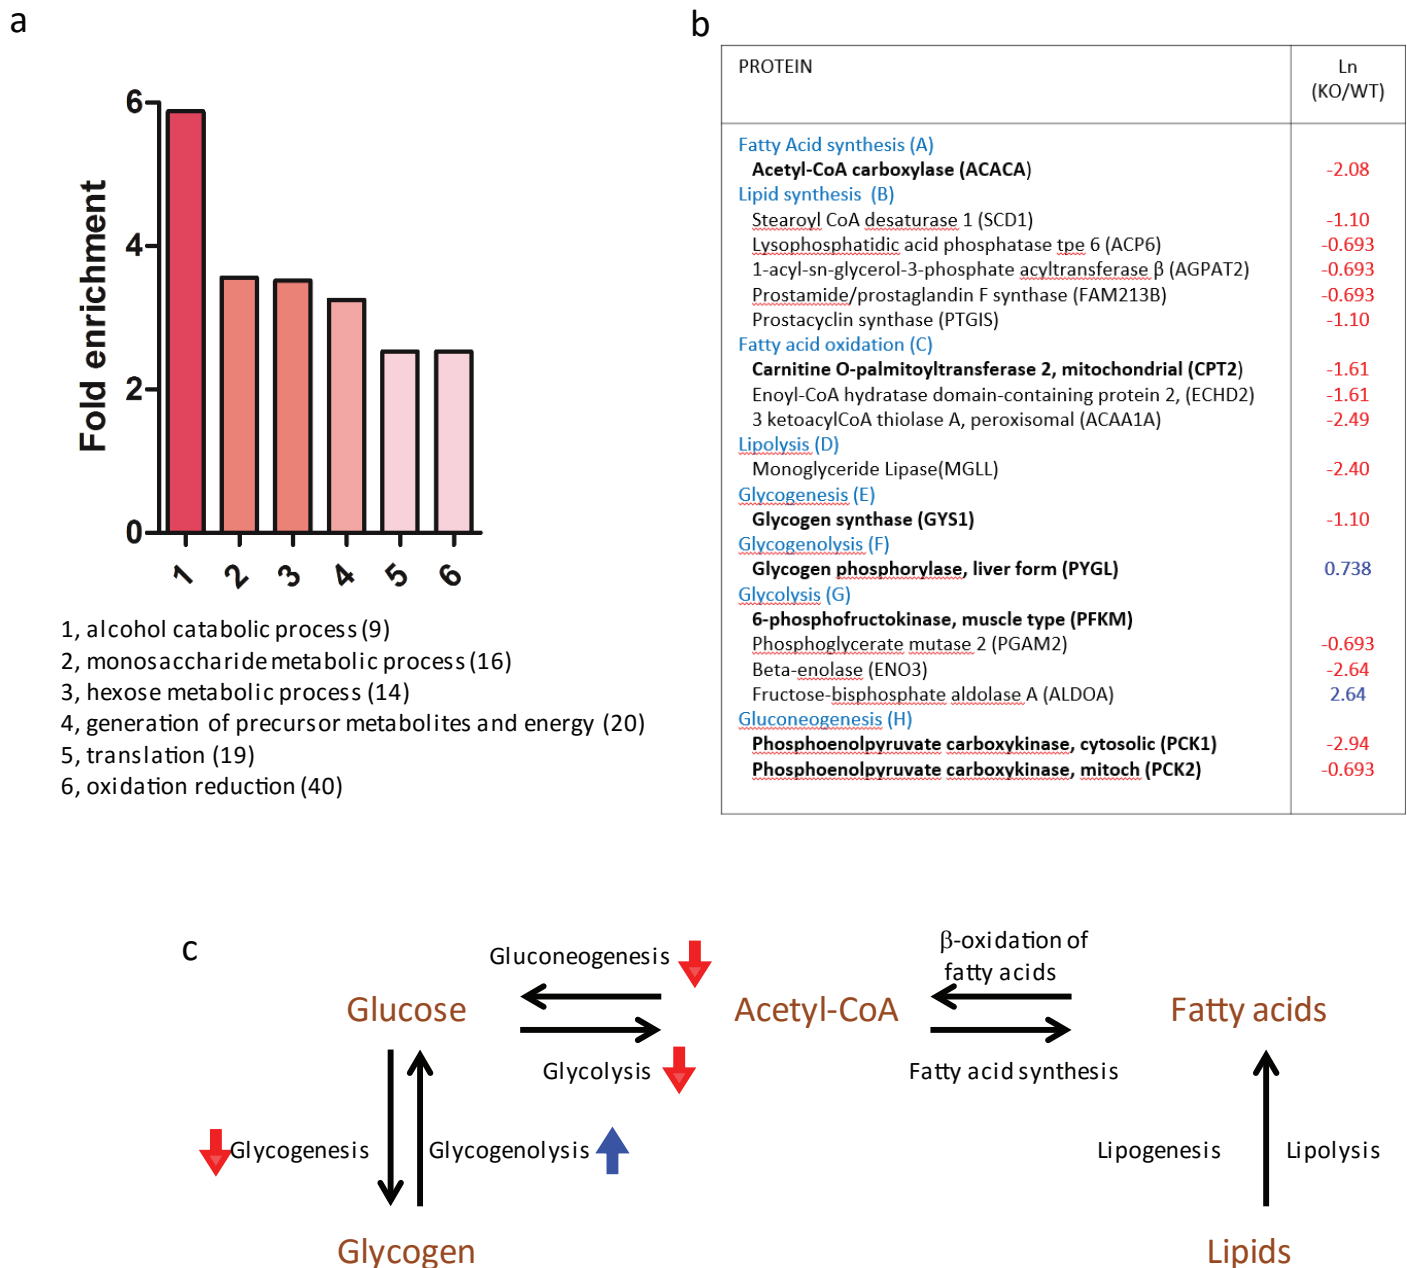 a
Fold enrichment
6
4
2
0
1 2 3 4 5 6
1, alcohol catabolic process (9)
2, monosaccharide metabolic process (16)
3, hexose metabolic process (14)
4, generation of precursor metabolites and energy (20)
5, translation (19)
6, oxidation reduction (40)
b
PROTEIN Ln
(KO/WT)
Fatty Acid synthesis (A)
Acetyl-CoA carboxylase (ACACA) -2.08
Lipid synthesis (B)
Stearoyl CoA desaturase 1 (SCD1) -1.10
Lysophosphatidic acid phosphatase tpe 6 (ACP6) -0.693
1-acyl-sn-glycerol-3-phosphate acyltransferase β (AGPAT2) -0.693
Prostamide/prostaglandin F synthase (FAM213B) -0.693
Prostacyclin synthase (PTGIS) -1.10
Fatty acid oxidation (C)
Carnitine O-palmitoyltransferase 2, mitochondrial (CPT2) -1.61
Enoyl-CoA hydratase domain-containing protein 2, (ECHD2) -1.61
3 ketoacylCoA thiolase A, peroxisomal (ACAA1A) -2.49
Lipolysis (D)
Monoglyceride Lipase(MGLL) -2.40
Glycogenesis (E)
Glycogen synthase (GYS1) -1.10
Glycogenolysis (F)
Glycogen phosphorylase, liver form (PYGL) 0.738
Glycolysis (G)
6-phosphofructokinase, muscle type (PFKM)
Phosphoglycerate mutase 2 (PGAM2) -0.693
Beta-enolase (ENO3) -2.64
Fructose-bisphosphate aldolase A (ALDOA) 2.64
Gluconeogenesis (H)
Phosphoenolpyruvate carboxykinase, cytosolic (PCK1) -2.94
Phosphoenolpyruvate carboxykinase, mitoch (PCK2) -0.693
c
Gluconeogenesis
β-oxidation of
fatty acids
Glucose Acetyl-CoA Fatty acids
Glycolysis Fatty acid synthesis
Glycogenesis Glycogenolysis Lipogenesis Lipolysis
Glycogen Lipids